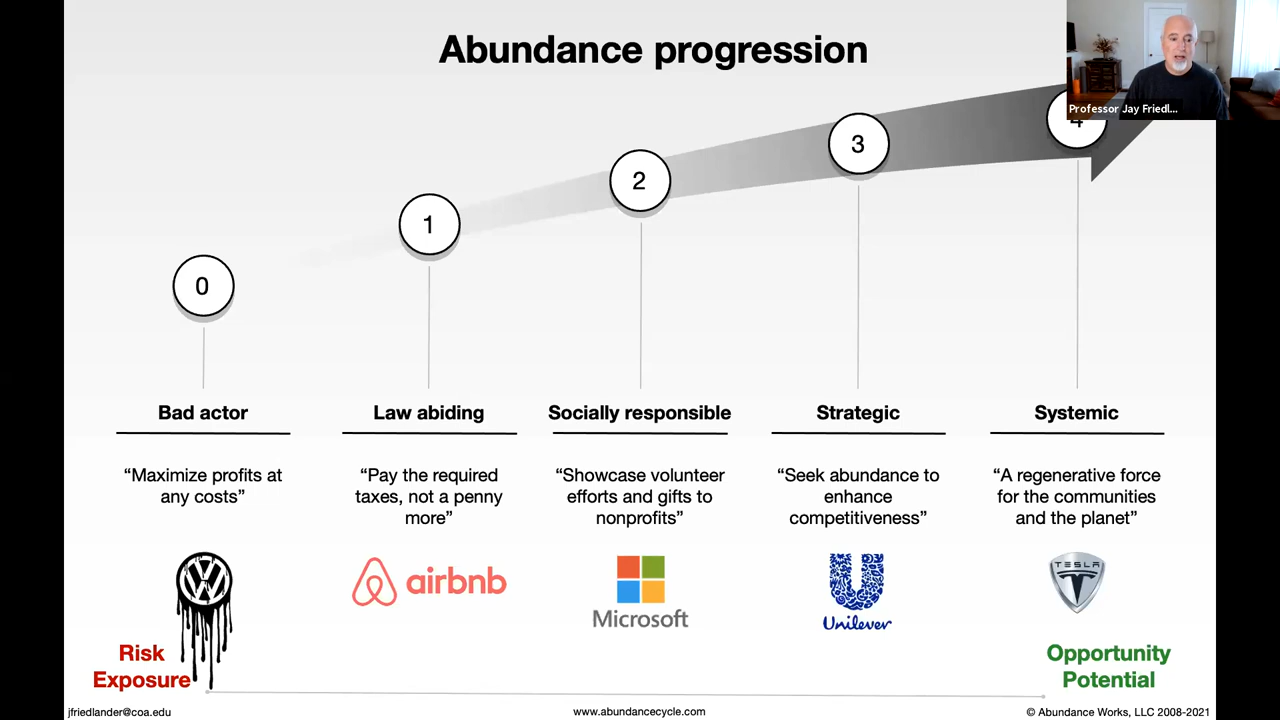 Abundance progression
Professor Jay Friedl...
0
1
2
3
4
Bad actor
Law abiding
Socially responsible
Strategic
Systemic
“Maximize profits at
any costs”
“Pay the required
taxes, not a penny
more”
“Showcase volunteer
efforts and gifts to
nonprofits”
“Seek abundance to
enhance
competitiveness”
“A regenerative force
for the communities
and the planet”
VW
airbnb
Microsoft
Unilever
TESLA
Risk
Exposure
Opportunity
Potential
jfriedlander@coa.edu
www.abundancecycle.com
© Abundance Works, LLC 2008-2021